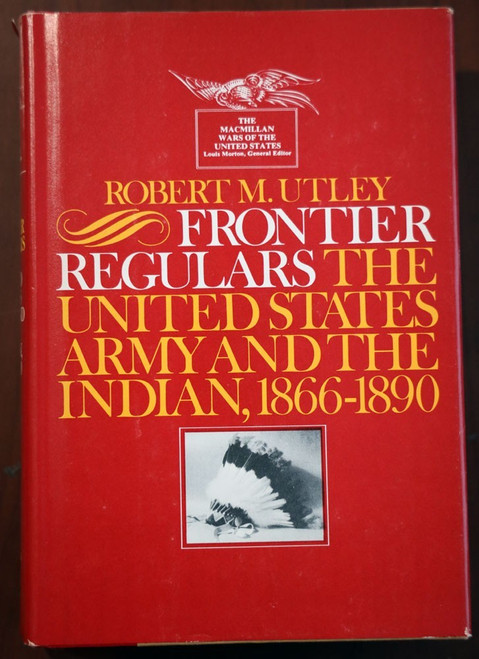 THE
MACMILLAN
WARS OF THE
UNITED STATES
Louis Morton, General Editor
ROBERT M. UTLEY
FRONTIER
REGULARS THE
UNITED STATES
ARMY AND THE
INDIAN, 1866-1890